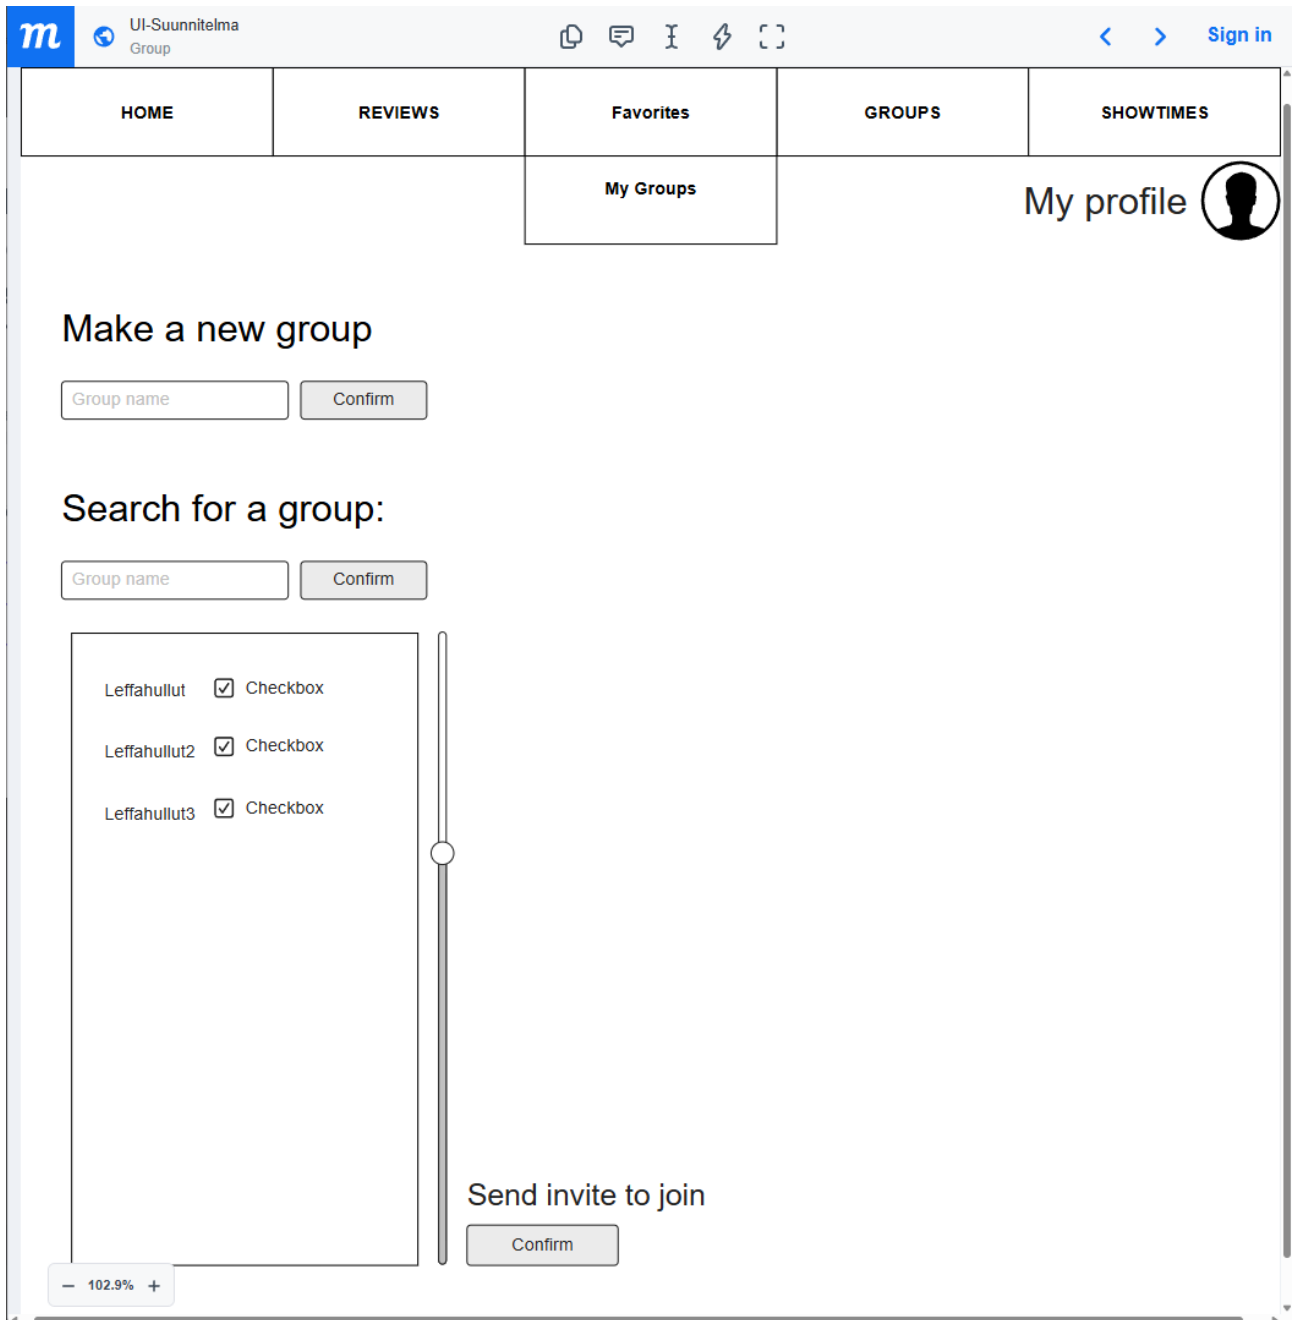 m
UI-Suunnitelma
Group
Sign in
HOME
REVIEWS
Favorites
GROUPS
SHOWTIMES
My Groups
My profile
Make a new group
Group name
Confirm
Search for a group:
Group name
Confirm
Leffahullut
Checkbox
Leffahullut2
Checkbox
Leffahullut3
Checkbox
Send invite to join
Confirm
− 102.9% +